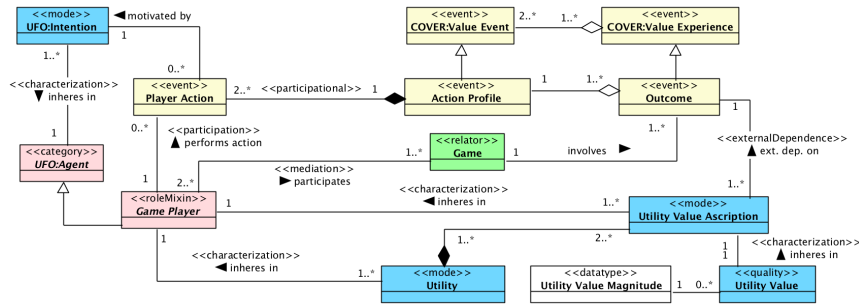 <<mode>>
UFO:Intention
motivated by
1
0..*
1..*
<<characterization>>
inheres in
1
<<category>>
UFO:Agent
<<event>>
COVER:Value Event
2..*
1..*
<<event>>
COVER:Value Experience
<<event>>
Player Action
2..*
<<participational>>
1
<<event>>
Action Profile
1
1..*
<<event>>
Outcome
0..*
<<participation>>
performs action
1
<<relator>>
Game
1..*
1
involves
1..*
<<mediation>>
participates
2..*
1
<<externalDependence>>
ext. dep. on
1..*
<<roleMixin>>
Game Player
1
<<characterization>>
inheres in
1..*
<<mode>>
Utility Value Ascription
1
<<characterization>>
inheres in
1..*
<<mode>>
Utility
1..*
2..*
1
1
<<characterization>>
inheres in
<<datatype>>
Utility Value Magnitude
1
0..*
<<quality>>
Utility Value